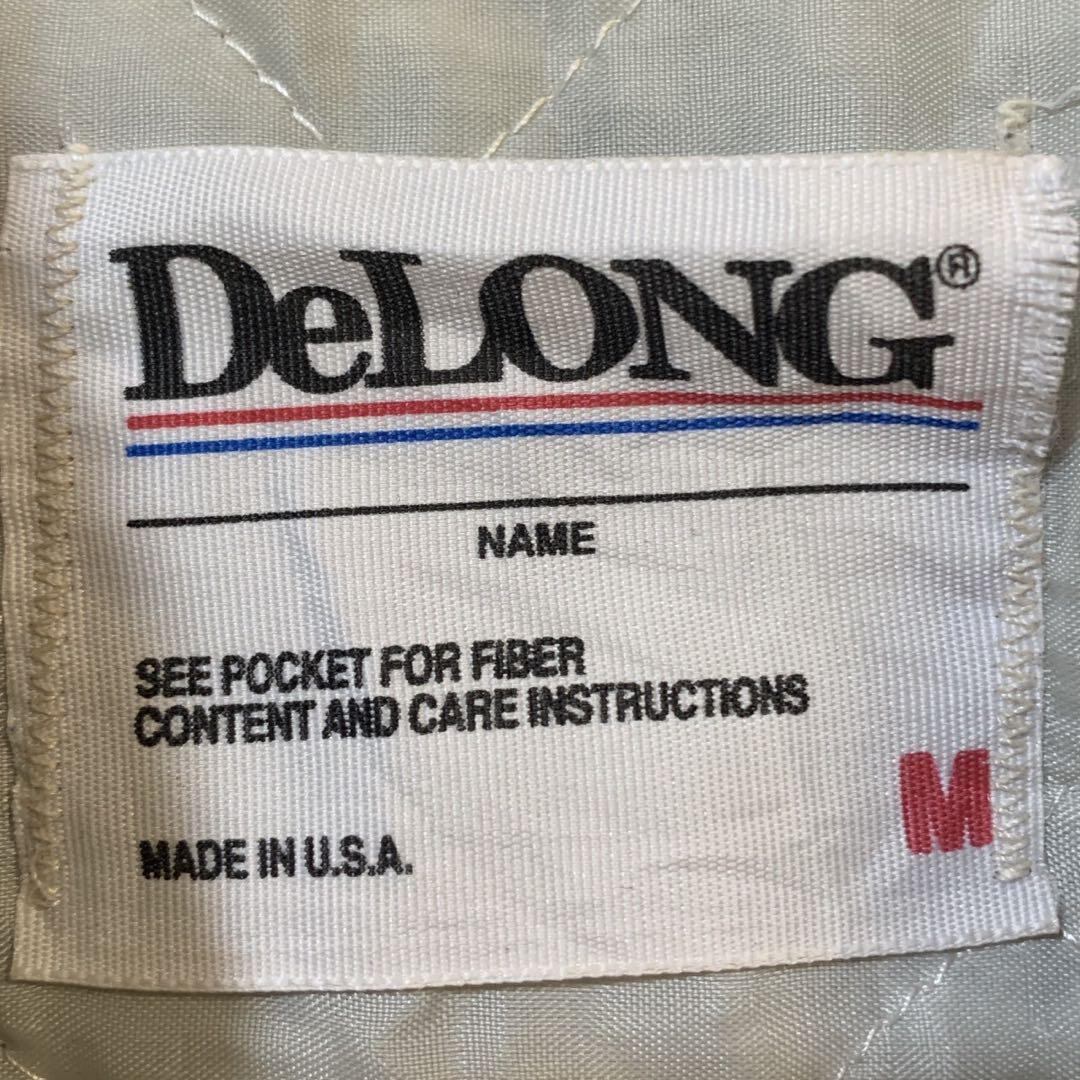 DeLONG®
NAME
SEE POCKET FOR FIBER
CONTENT AND CARE INSTRUCTIONS
M
MADE IN U.S.A.